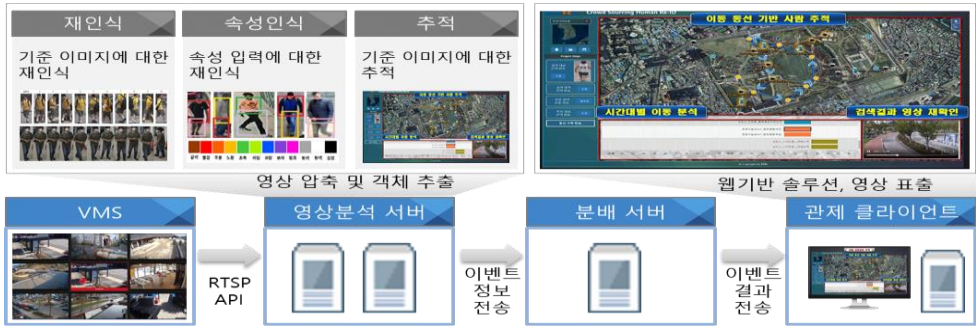 재인식
기준 이미지에 대한
재인식
속성인식
속성 입력에 대한
재인식
추적
기준 이미지에 대한
추적
Crowd Sourcing Human Re-ID
이동 동선 기반 사람 추적
시간대별 이동 분석
검색결과 영상 재확인
영상 압축 및 객체 추출
웹기반 솔루션, 영상 표출
VMS
RTSP
API
영상분석 서버
이벤트
정보
전송
분배 서버
이벤트
결과
전송
관제 클라이언트